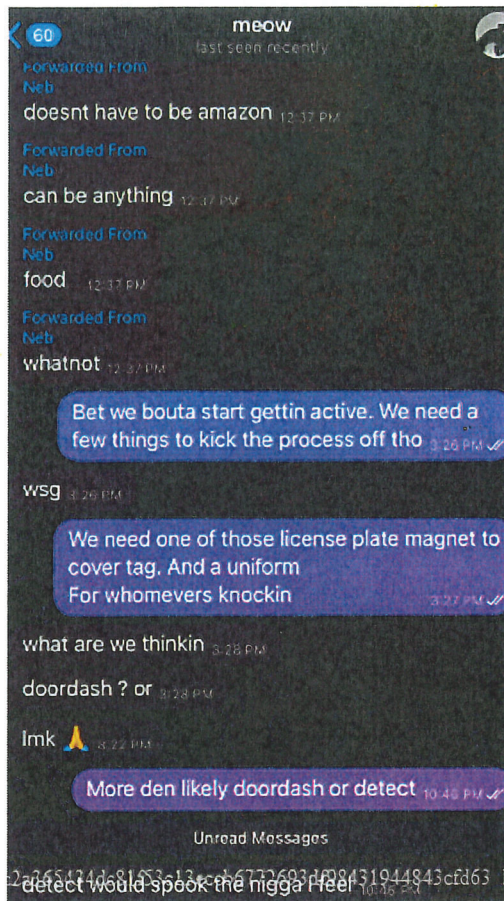 60
meow
last seen recently
Forwarded From
Neb
doesnt have to be amazon 12:37 PM
Forwarded From
Neb
can be anything 12:37 PM
Forwarded From
Neb
food 12:37 PM
Forwarded From
Neb
whatnot 12:37 PM
Bet we bouta start gettin active. We need a
few things to kick the process off tho 3:26 PM
wsg 3:26 PM
We need one of those license plate magnet to
cover tag. And a uniform
For whomevers knockin 3:27 PM
what are we thinkin 3:28 PM
doordash ? or 3:28 PM
lmk 🙏 8:22 PM
More den likely doordash or detect 10:46 PM
Unread Messages
detect would spook the nigga i feel 10:46 PM